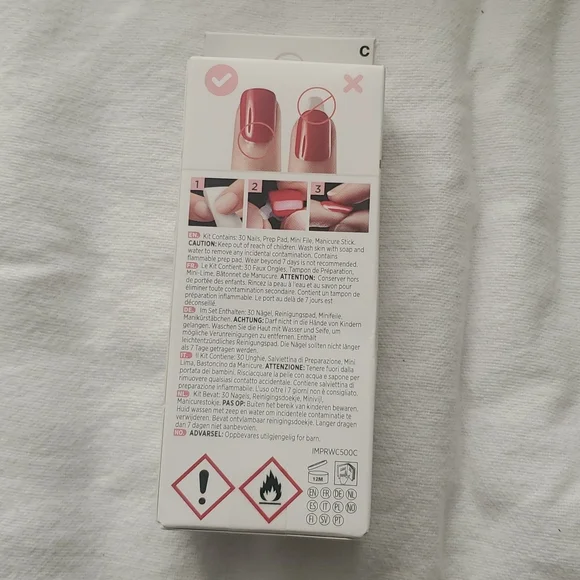 C
1 2 3
EN. Kit Contains: 30 Nails, Prep Pad, Mini File, Manicure Stick.
CAUTION: Keep out of reach of children. Wash skin with soap and
water to remove any incidental contamination. Contains
flammable prep pad. Wear beyond 7 days is not recommended.
FR. Le Kit Contient: 30 Faux Ongles, Tampon de Préparation,
Mini-Lime, Bâtonnet de Manucure. ATTENTION: Conserver hors
de portée des enfants. Rincez la peau à l'eau et au savon pour
éliminer toute contamination secondaire. Contient un tampon de
préparation inflammable. Le port au delà de 7 jours est
déconseillé.
DE. Im Set Enthalten: 30 Nägel, Reinigungspad, Minifeile,
Manikürstäbchen. ACHTUNG: Darf nicht in die Hände von Kindern
gelangen. Waschen Sie die Haut mit Wasser und Seife, um
mögliche Verunreinigungen zu entfernen. Enthält
leichtentzündliches Reinigungspad. Die Nägel sollten nicht länger
als 7 Tage getragen werden.
IT. Il Kit Contiene: 30 Unghie, Salviettina di Preparazione, Mini
Lima, Bastoncino da Manicure. ATTENZIONE: Tenere fuori dalla
portata dei bambini. Risciacquare la pelle con acqua e sapone per
rimuovere qualsiasi contatto accidentale. Contiene salviettina di
preparazione infiammabile. L'uso oltre i 7 giorni non è consigliato.
NL. Kit Bevat: 30 Nagels, Reinigingsdoekje, Minivijl,
Manicurestokje. PAS OP: Buiten het bereik van kinderen bewaren.
Huid wassen met zeep en water om incidentele contaminatie te
verwijderen. Bevat ontvlambaar reinigingsdoekje. Langer dragen
dan 7 dagen niet aanbevolen.
NO. ADVARSEL: Oppbevares utilgjengelig for barn.
IMPRWC500C
12M
EN FR DE NL
ES IT PL NO
FI SV PT